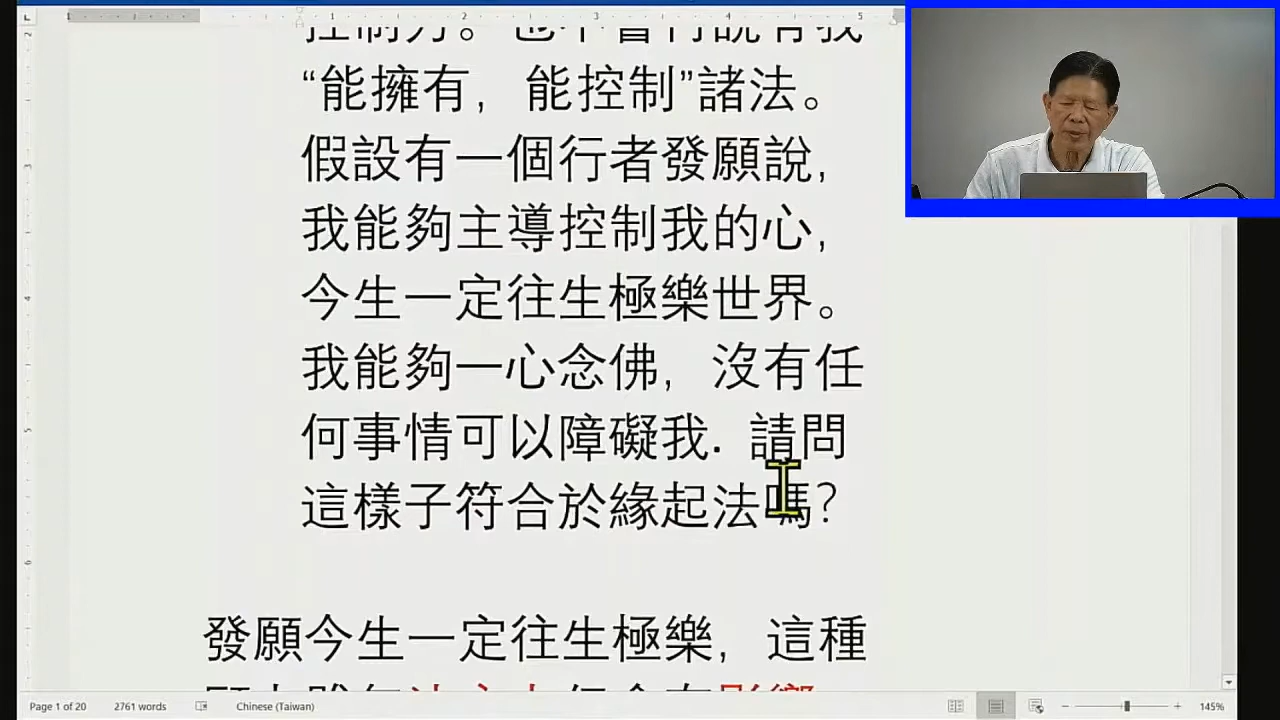 “能擁有，能控制”諸法。
假設有一個行者發願說，
我能夠主導控制我的心，
今生一定往生極樂世界。
我能夠一心念佛，沒有任
何事情可以障礙我. 請問
這樣子符合於緣起法嗎?
發願今生一定往生極樂，這種
Page 1 of 20 2761 words Chinese (Taiwan) 145%